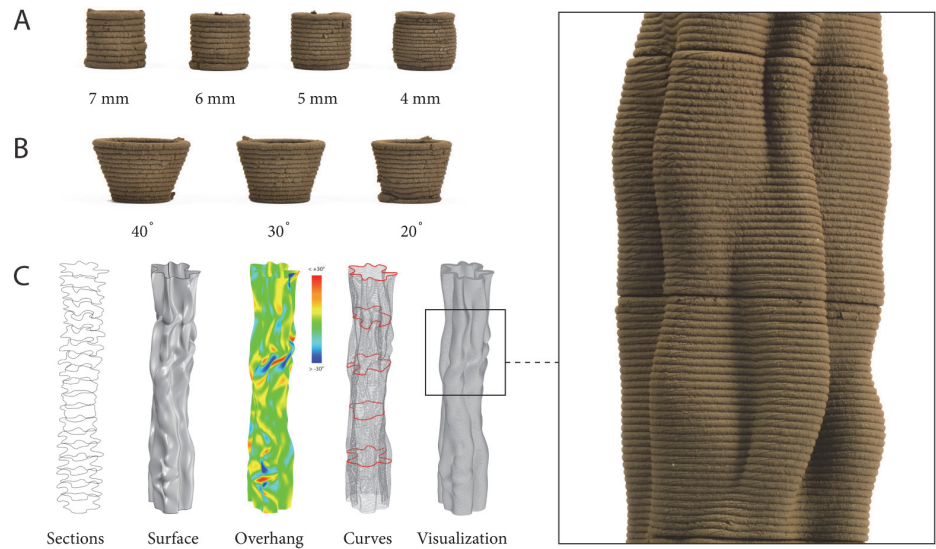 A
7 mm
6 mm
5 mm
4 mm
B
40°
30°
20°
C
< +30°
> -30°
Sections
Surface
Overhang
Curves
Visualization